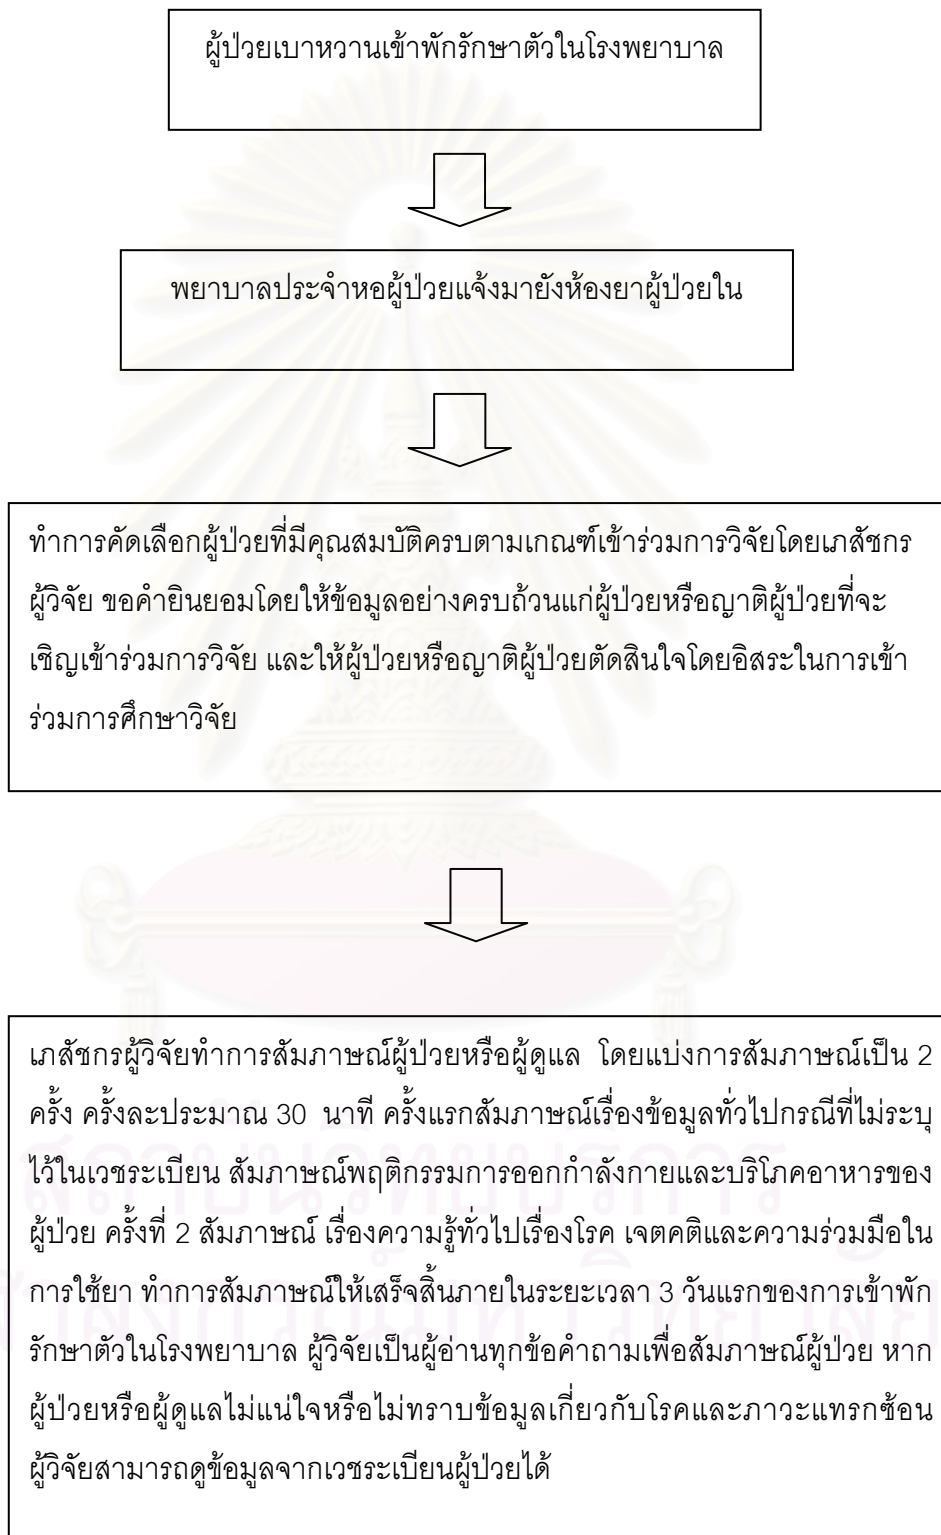 ผู้ป่วยเบาหวานเข้าพักรักษาตัวในโรงพยาบาล
พยาบาลประจำหอผู้ป่วยแจ้งมายังห้องยาผู้ป่วยใน
ทำการคัดเลือกผู้ป่วยที่มีคุณสมบัติครบตามเกณฑ์เข้าร่วมการวิจัยโดยเภสัชกร
ผู้วิจัย ขอคำยินยอมโดยให้ข้อมูลอย่างครบถ้วนแก่ผู้ป่วยหรือญาติผู้ป่วยที่จะ
เชิญเข้าร่วมการวิจัย และให้ผู้ป่วยหรือญาติผู้ป่วยตัดสินใจโดยอิสระในการเข้า
ร่วมการศึกษาวิจัย
เภสัชกรผู้วิจัยทำการสัมภาษณ์ผู้ป่วยหรือผู้ดูแล โดยแบ่งการสัมภาษณ์เป็น 2
ครั้ง ครั้งละประมาณ 30 นาที ครั้งแรกสัมภาษณ์เรื่องข้อมูลทั่วไปกรณีที่ไม่ระบุ
ไว้ในเวชระเบียน สัมภาษณ์พฤติกรรมการออกกำลังกายและบริโภคอาหารของ
ผู้ป่วย ครั้งที่ 2 สัมภาษณ์ เรื่องความรู้ทั่วไปเรื่องโรค เจตคติและความร่วมมือใน
การใช้ยา ทำการสัมภาษณ์ให้เสร็จสิ้นภายในระยะเวลา 3 วันแรกของการเข้าพัก
รักษาตัวในโรงพยาบาล ผู้วิจัยเป็นผู้อ่านทุกข้อคำถามเพื่อสัมภาษณ์ผู้ป่วย หาก
ผู้ป่วยหรือผู้ดูแลไม่แน่ใจหรือไม่ทราบข้อมูลเกี่ยวกับโรคและภาวะแทรกซ้อน
ผู้วิจัยสามารถดูข้อมูลจากเวชระเบียนผู้ป่วยได้
สถาบันวิทยบริการ
ฬาลงกรณ์มหาวิทยาลัย